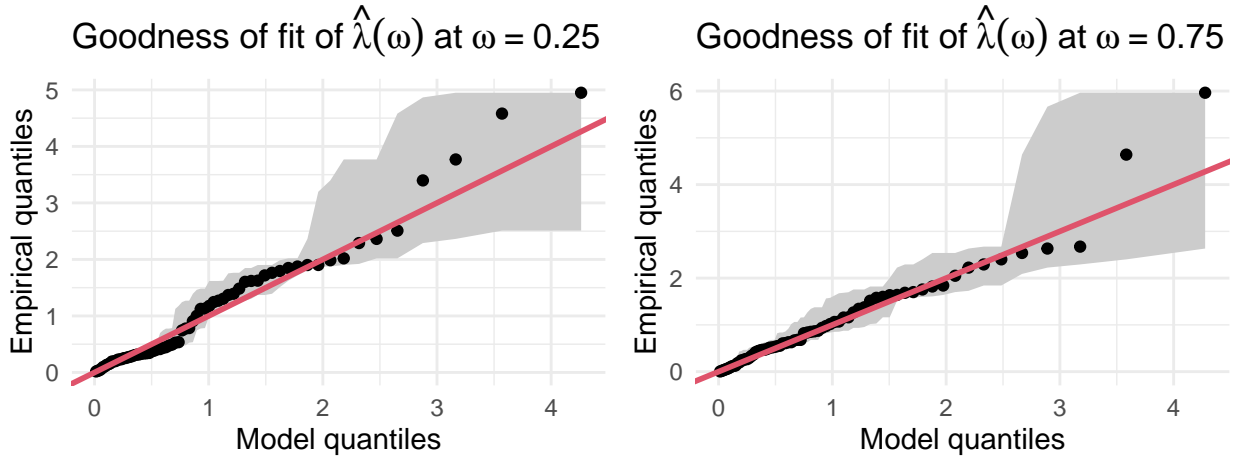 Goodness of fit of λ̂(ω) at ω = 0.25
Empirical quantiles
5
4
3
2
1
0
0 1 2 3 4
Model quantiles
Goodness of fit of λ̂(ω) at ω = 0.75
Empirical quantiles
6
4
2
0
0 1 2 3 4
Model quantiles